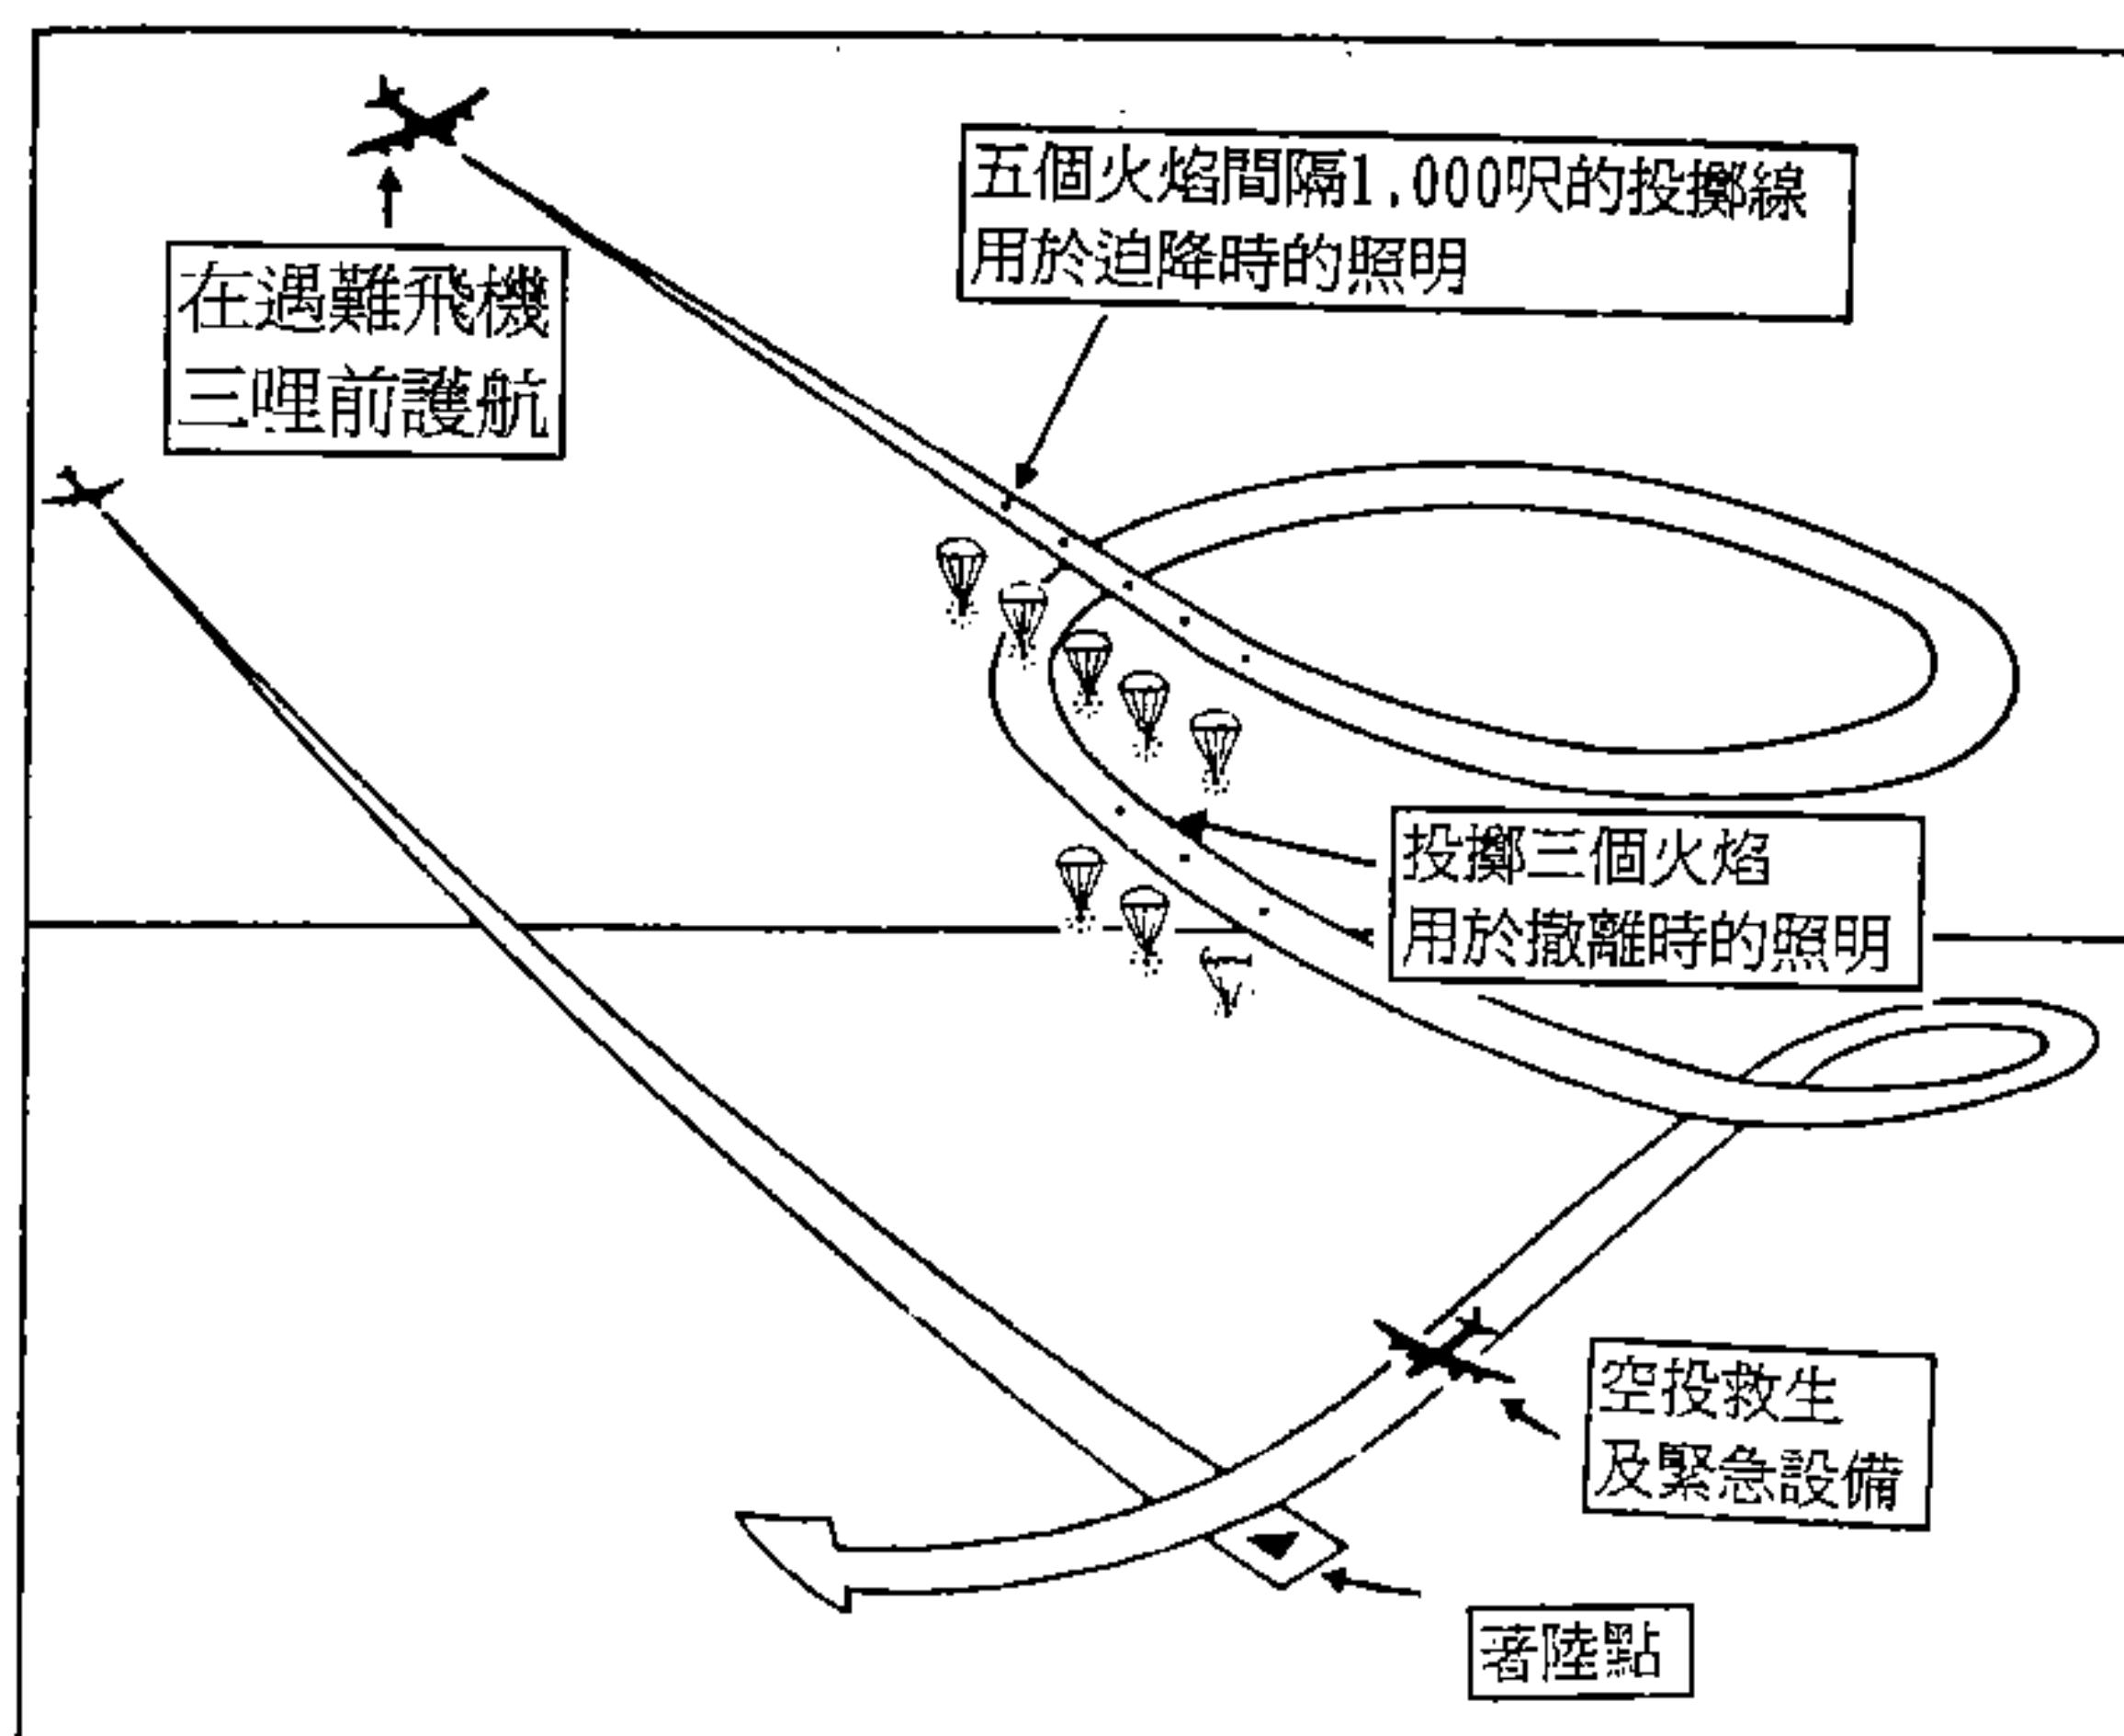 五個火焰間隔1,000呎的投擲線
用於迫降時的照明
在遇難飛機
三哩前護航
投擲三個火焰
用於撤離時的照明
空投救生
及緊急設備
著陸點